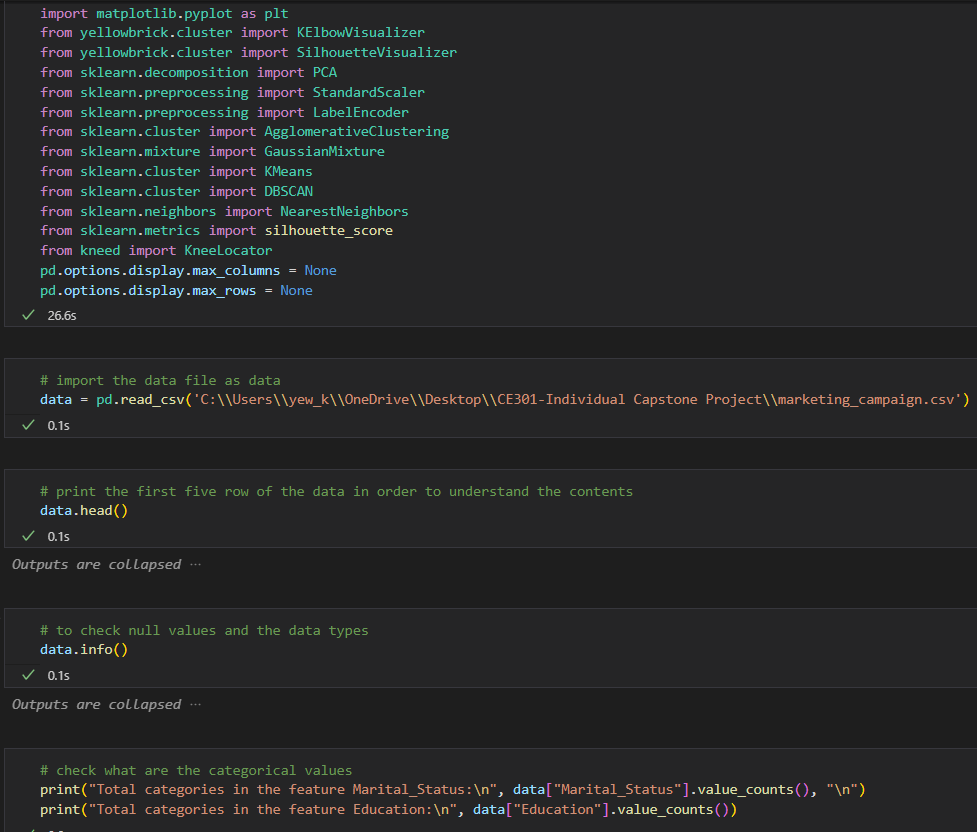 import matplotlib.pyplot as plt
from yellowbrick.cluster import KElbowVisualizer
from yellowbrick.cluster import SilhouetteVisualizer
from sklearn.decomposition import PCA
from sklearn.preprocessing import StandardScaler
from sklearn.preprocessing import LabelEncoder
from sklearn.cluster import AgglomerativeClustering
from sklearn.mixture import GaussianMixture
from sklearn.cluster import KMeans
from sklearn.cluster import DBSCAN
from sklearn.neighbors import NearestNeighbors
from sklearn.metrics import silhouette_score
from kneed import KneeLocator
pd.options.display.max_columns = None
pd.options.display.max_rows = None
26.6s
# import the data file as data
data = pd.read_csv('C:\\Users\\yew_k\\OneDrive\\Desktop\\CE301-Individual Capstone Project\\marketing_campaign.csv')
0.1s
# print the first five row of the data in order to understand the contents
data.head()
0.1s
Outputs are collapsed ···
# to check null values and the data types
data.info()
0.1s
Outputs are collapsed ···
# check what are the categorical values
print("Total categories in the feature Marital_Status:\n", data["Marital_Status"].value_counts(), "\n")
print("Total categories in the feature Education:\n", data["Education"].value_counts())